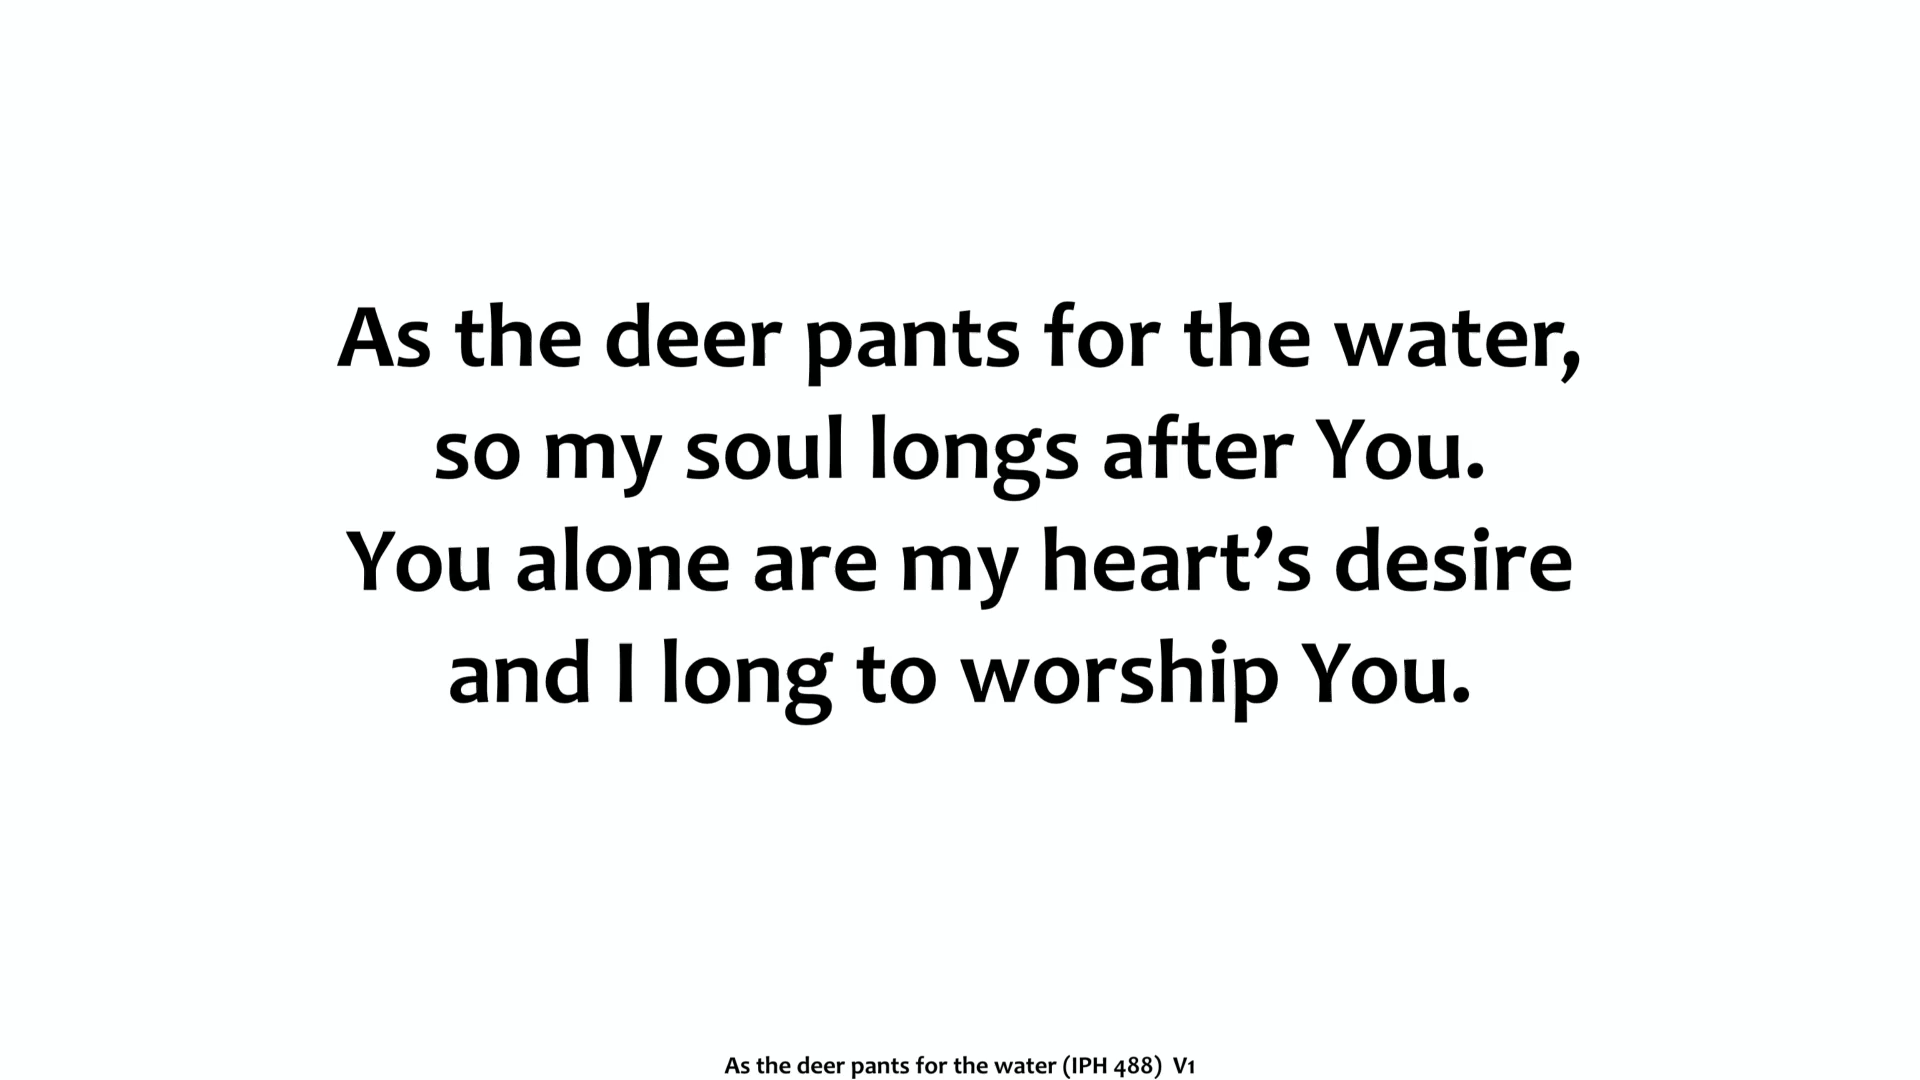 As the deer pants for the water,
so my soul longs after You.
You alone are my heart’s desire
and I long to worship You.
As the deer pants for the water (IPH 488)  V1